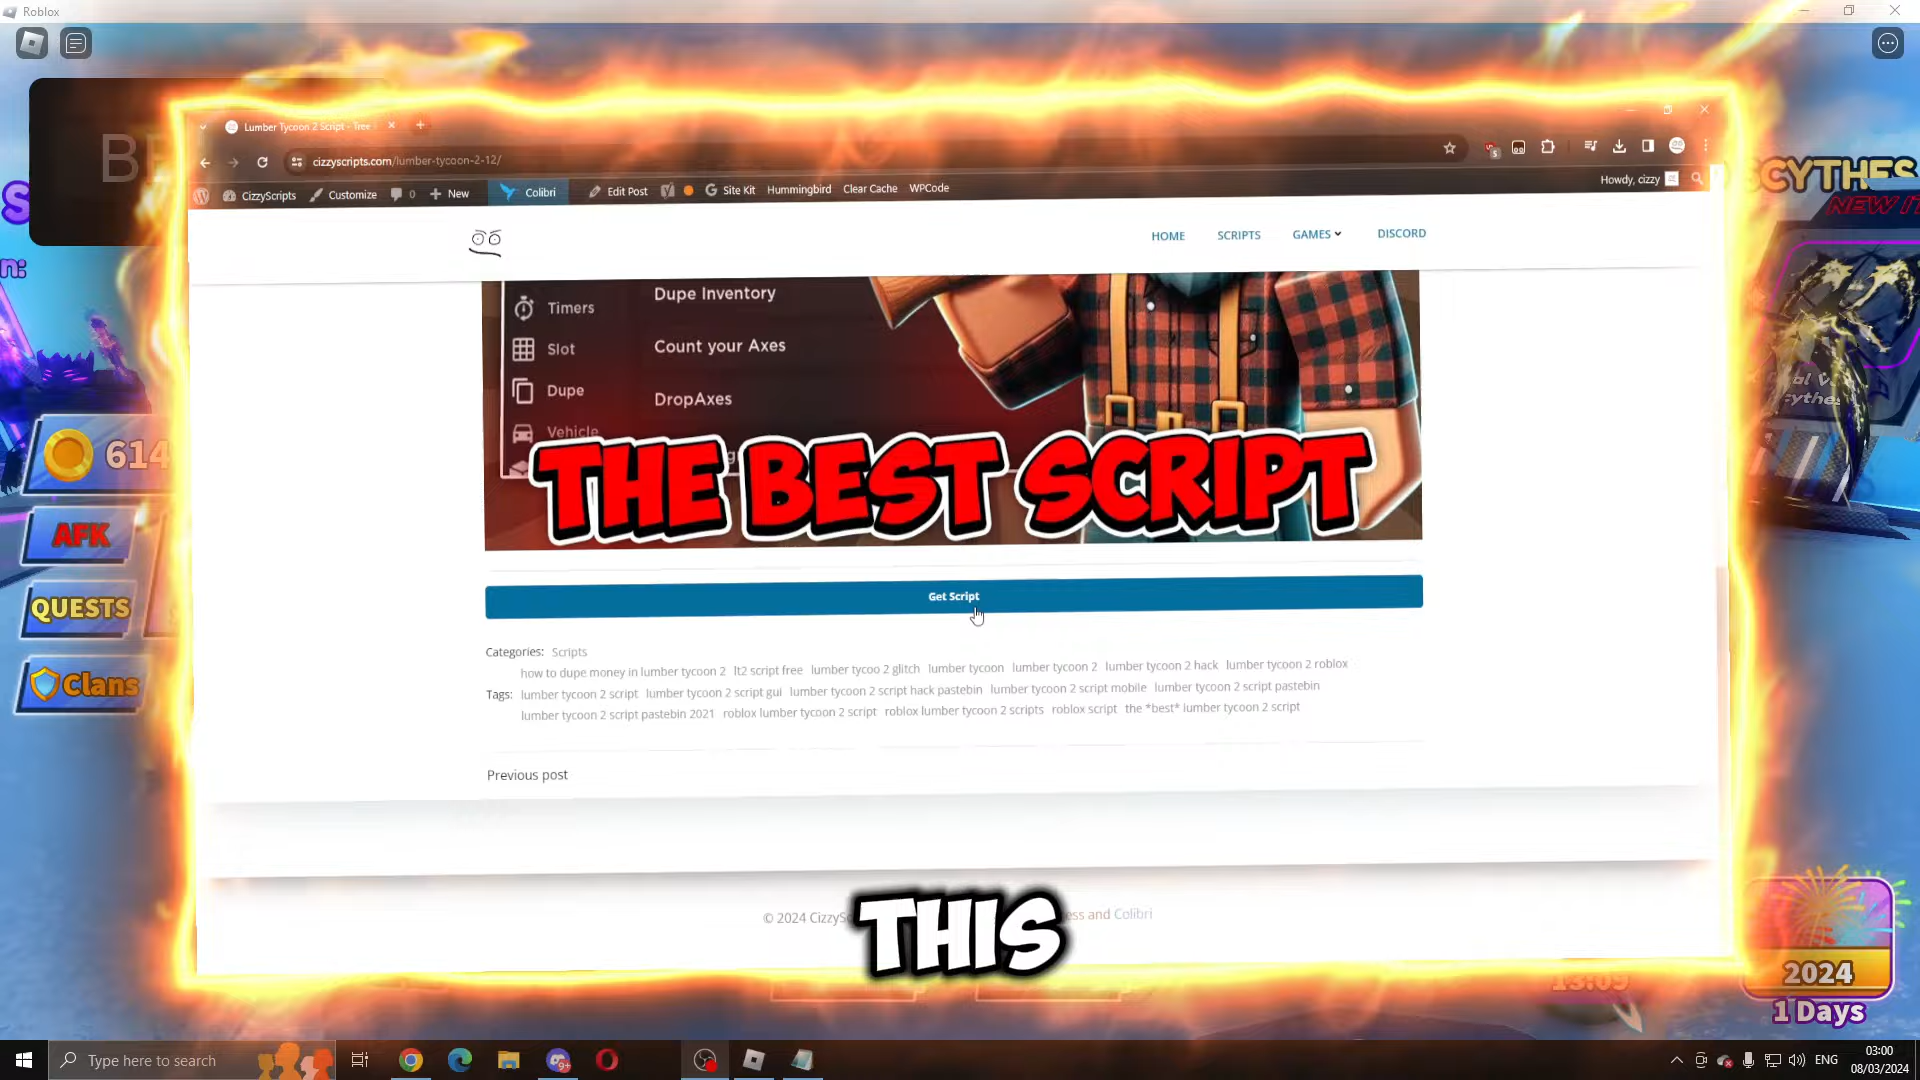 Roblox
SCYTHES
Lumber Tycoon 2 Script - Tree
cizzyscripts.com/lumber-tycoon-2-12/
CizzyScripts Customize 0 New Colibri Edit Post Site Kit Hummingbird Clear Cache WPCode Howdy, cizzy
HOME SCRIPTS GAMES DISCORD
Timers
Slot
Dupe
Vehicle
Dupe Inventory
Count your Axes
DropAxes
THE BEST SCRIPT
Get Script
Categories: Scripts
how to dupe money in lumber tycoon 2 lt2 script free lumber tycoo 2 glitch lumber tycoon lumber tycoon 2 lumber tycoon 2 hack lumber tycoon 2 roblox
Tags: lumber tycoon 2 script lumber tycoon 2 script gui lumber tycoon 2 script hack pastebin lumber tycoon 2 script mobile lumber tycoon 2 script pastebin
lumber tycoon 2 script pastebin 2021 roblox lumber tycoon 2 script roblox lumber tycoon 2 scripts roblox script the *best* lumber tycoon 2 script
Previous post
© 2024 and Colibri
THIS
614
AFK
QUESTS
Clans
13:09
2024
1 Days
Type here to search
9+
ENG
03:00
08/03/2024